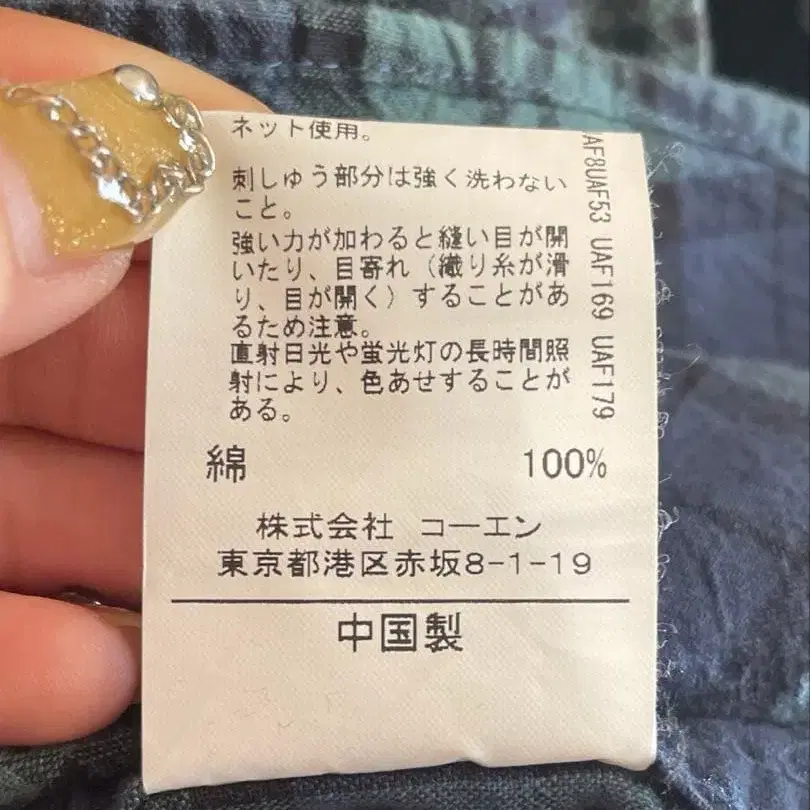 ネット使用。
刺しゅう部分は強く洗わない
こと。
強い力が加わると縫い目が開
いたり、目寄れ（織り糸が滑
り、目が開く）することがあ
るため注意。
直射日光や蛍光灯の長時間照
射により、色あせすることが
ある。
綿 100%
株式会社 コーエン
東京都港区赤坂8-1-19
中国製
AF8UAF53 UAF169 UAF179